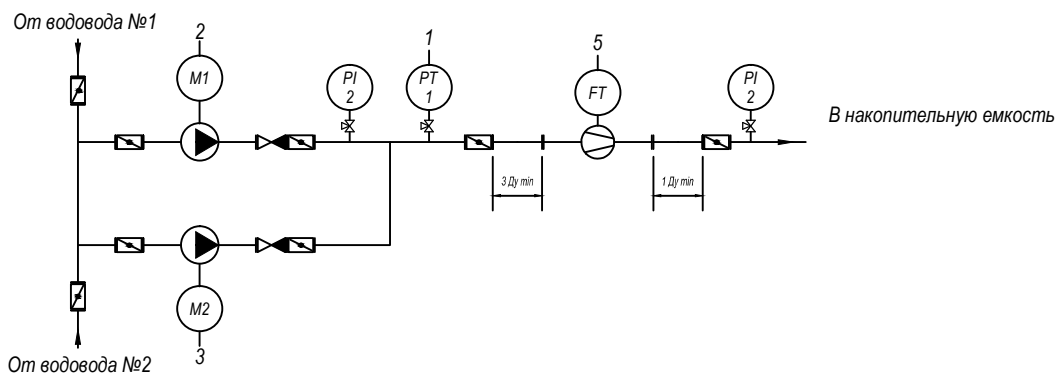 От водовода №1
2
1
5
M1
PI
2
PT
1
FT
PI
2
В накопительную емкость
3 Ду min
1 Ду min
M2
3
От водовода №2